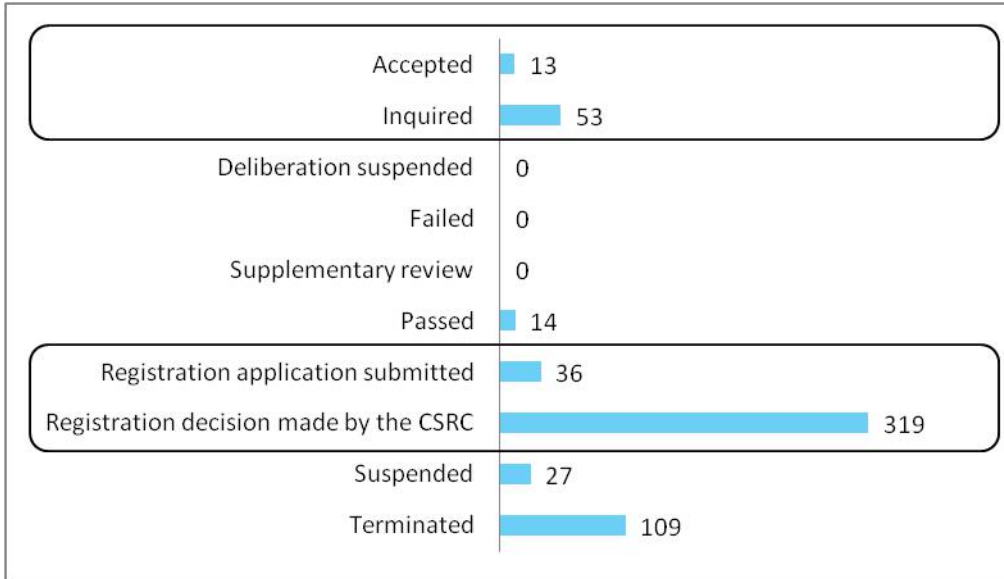 Accepted 13
Inquired 53
Deliberation suspended 0
Failed 0
Supplementary review 0
Passed 14
Registration application submitted 36
Registration decision made by the CSRC 319
Suspended 27
Terminated 109